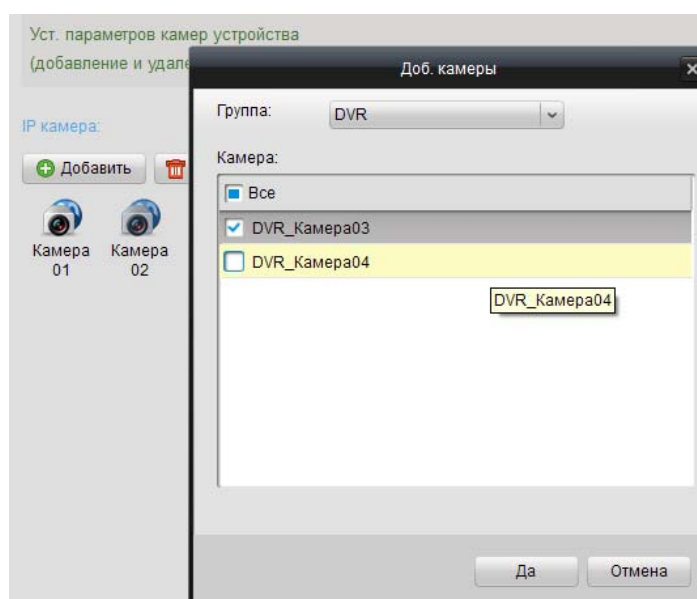 Уст. параметров камер устройства
(добавление и удале
Доб. камеры
Группа:
DVR
IP камера:
Камера:
Добавить
Все
DVR_Камера03
DVR_Камера04
DVR_Камера04
Камера 01
Камера 02
Да
Отмена